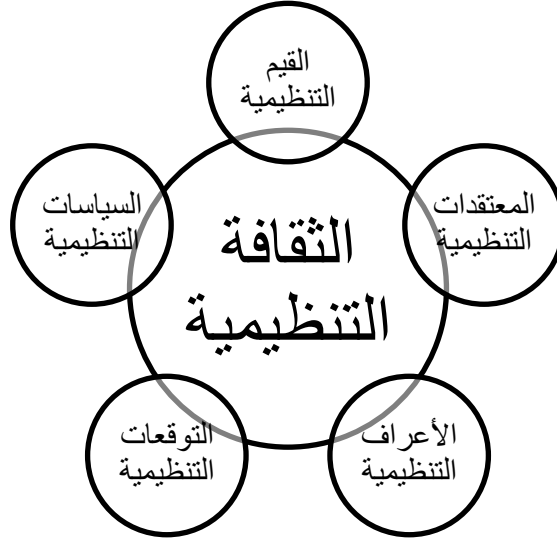 القيم
التنظيمية
المعتقدات
التنظيمية
السياسات
التنظيمية
الثقافة
التنظيمية
الأعراف
التنظيمية
التوقعات
التنظيمية